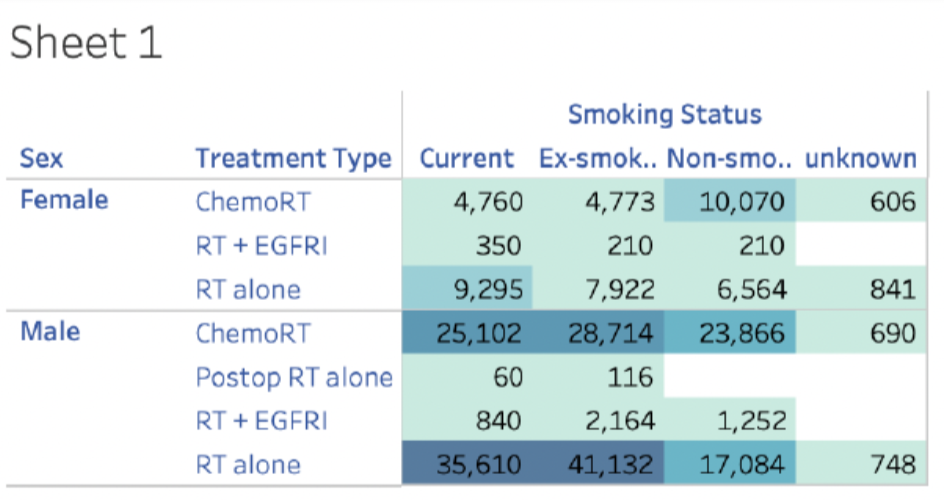 Sheet 1
Smoking Status
Sex Treatment Type Current Ex-smok.. Non-smo.. unknown
Female ChemoRT 4,760 4,773 10,070 606
RT + EGFRI 350 210 210
RT alone 9,295 7,922 6,564 841
Male ChemoRT 25,102 28,714 23,866 690
Postop RT alone 60 116
RT + EGFRI 840 2,164 1,252
RT alone 35,610 41,132 17,084 748